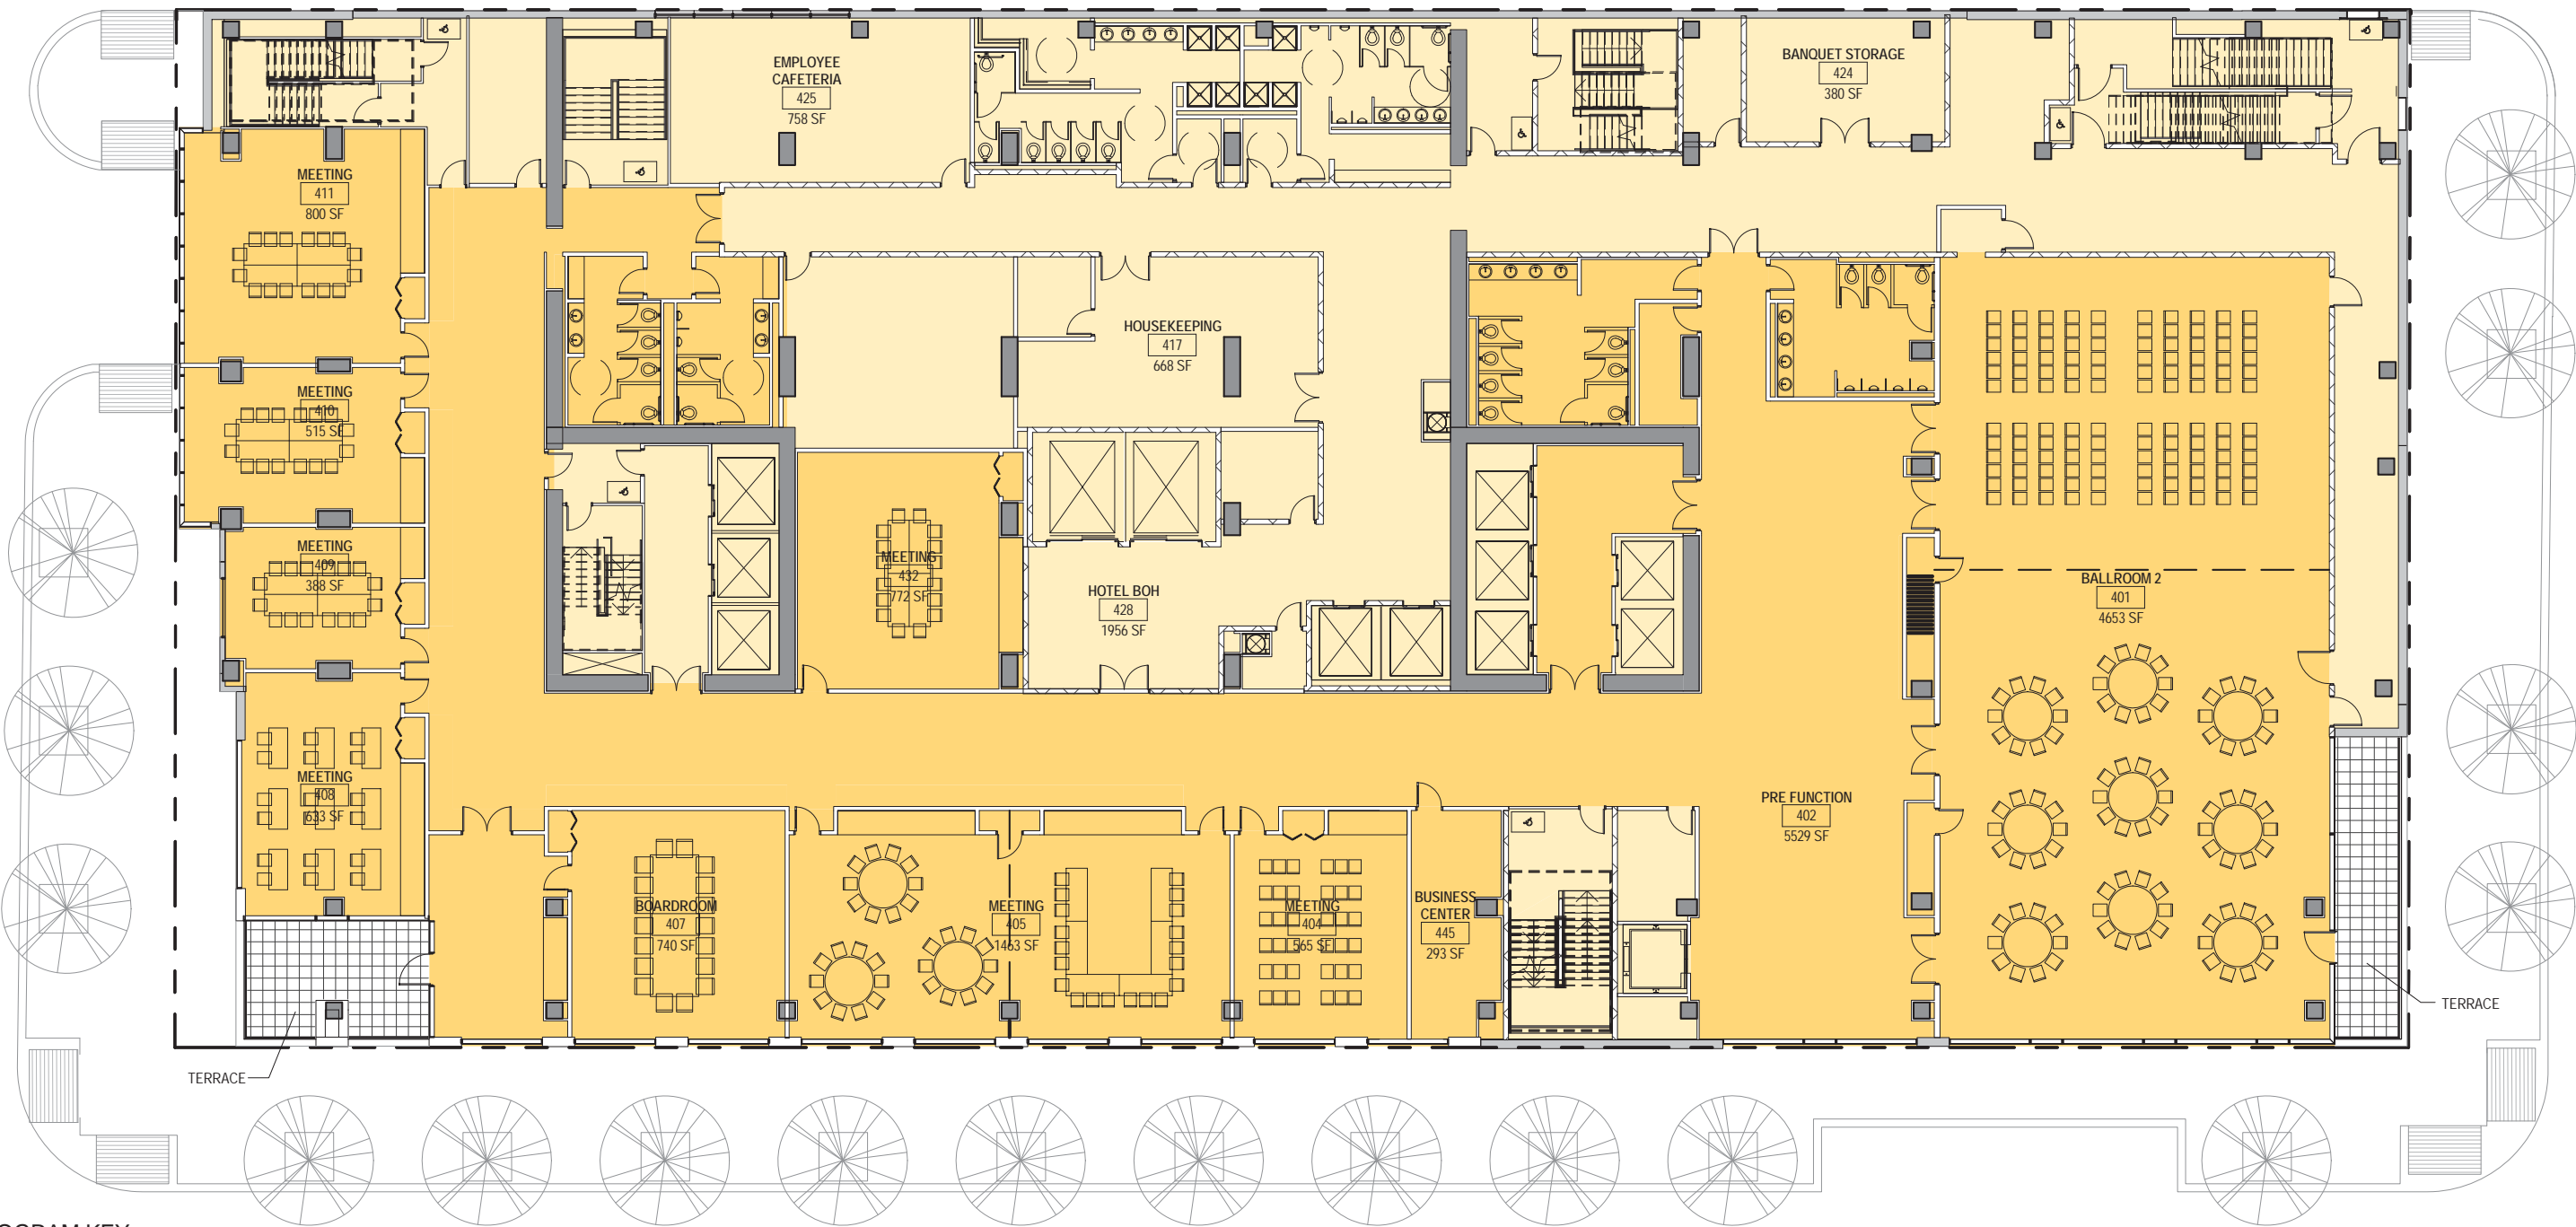 EMPLOYEE
CAFETERIA
425
758 SF
BANQUET STORAGE
424
380 SF
MEETING
411
800 SF
HOUSEKEEPING
417
668 SF
MEETING
410
515 SF
MEETING
409
388 SF
MEETING
432
772 SF
HOTEL BOH
428
1956 SF
BALLROOM 2
401
4653 SF
MEETING
408
633 SF
PRE FUNCTION
402
5529 SF
BOARDROOM
407
740 SF
MEETING
405
1463 SF
MEETING
404
565 SF
BUSINESS
CENTER
445
293 SF
TERRACE
TERRACE